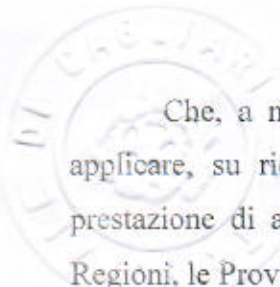 Che, a n
applicare, su ri
prestazione di a
Regioni, le Prov